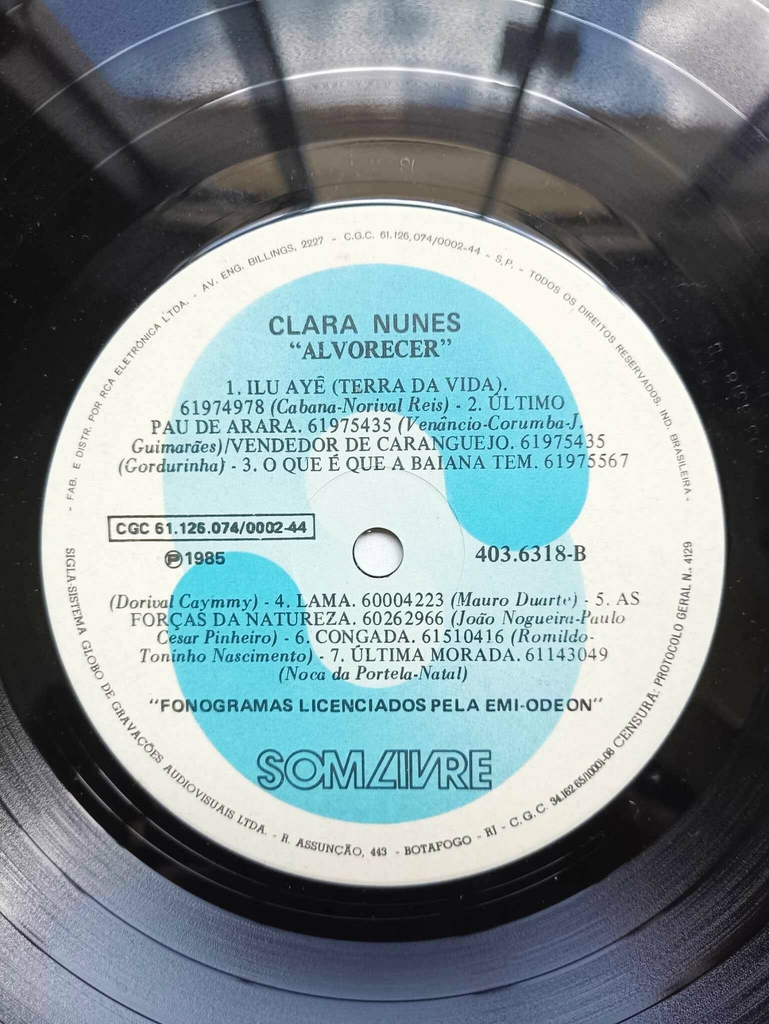 - FAB. E DISTR. POR RCA ELETRÔNICA LTDA. - AV. ENG. BILLINGS, 2227 - C.G.C. 61.126.074/0002-44 - S.P. - TODOS OS DIREITOS RESERVADOS. IND. BRASILEIRA -
CLARA NUNES
"ALVORECER"
1. ILU AYÊ (TERRA DA VIDA).
61974978 (Cabana-Norival Reis) - 2. ÚLTIMO
PAU DE ARARA. 61975435 (Venâncio-Corumba-J.
Guimarães)/VENDEDOR DE CARANGUEJO. 61975435
(Gordurinha) - 3. O QUE É QUE A BAIANA TEM. 61975567
CGC 61.126.074/0002-44
Ⓟ1985
403.6318-B
(Dorival Caymmy) - 4. LAMA. 60004223 (Mauro Duarte) - 5. AS
FORÇAS DA NATUREZA. 60262966 (João Nogueira-Paulo
Cesar Pinheiro) - 6. CONGADA. 61510416 (Romildo-
Toninho Nascimento) - 7. ÚLTIMA MORADA. 61143049
(Noca da Portela-Natal)
"FONOGRAMAS LICENCIADOS PELA EMI-ODEON"
SOM LIVRE
SIGLA-SISTEMA GLOBO DE GRAVAÇÕES AUDIOVISUAIS LTDA. - R. ASSUNÇÃO, 443 - BOTAFOGO - RJ - C.G.C. 34.162.651/0001-08 CENSURA: PROTOCOLO GERAL N.º 4129